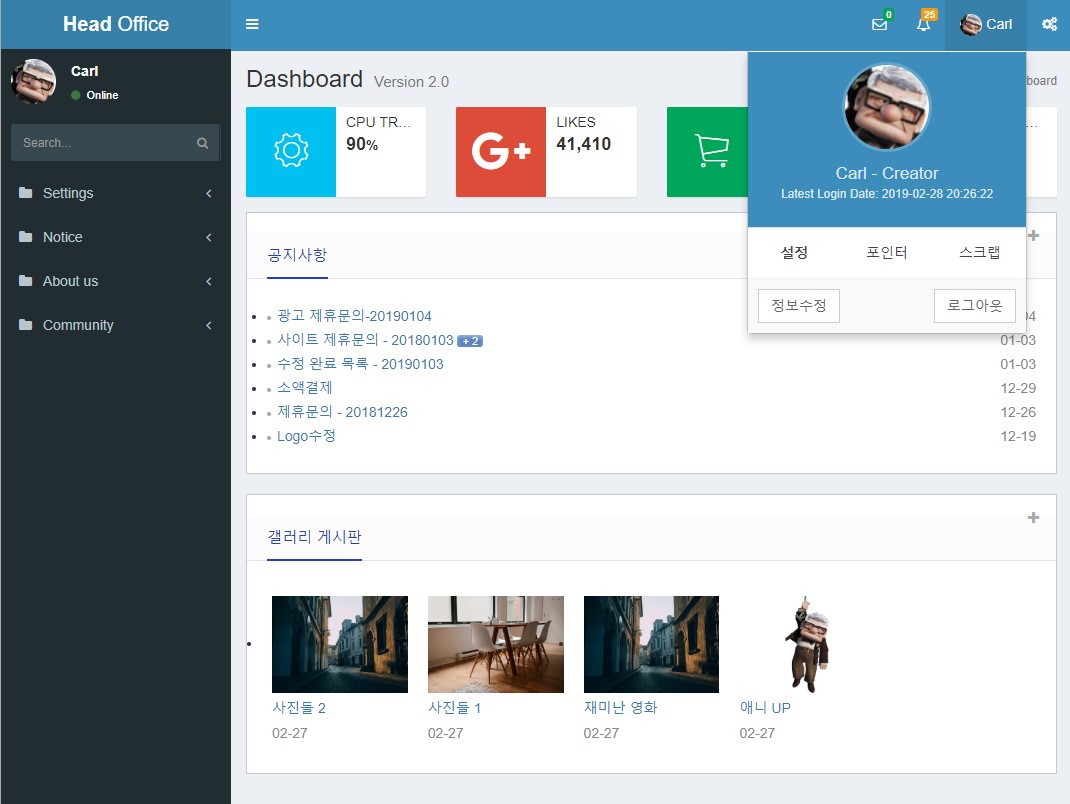 Head Office
0
25
Carl
Carl
Online
Search...
Settings
Notice
About us
Community
Dashboard Version 2.0
board
CPU TR...
90%
G+
LIKES
41,410
...
Carl - Creator
Latest Login Date: 2019-02-28 20:26:22
설정 포인터 스크랩
정보수정 로그아웃
공지사항
광고 제휴문의-20190104
사이트 제휴문의 - 20180103 +2 01-03
수정 완료 목록 - 20190103 01-03
소액결제 12-29
제휴문의 - 20181226 12-26
Logo수정 12-19
갤러리 게시판
사진들 2 사진들 1 재미난 영화 애니 UP
02-27 02-27 02-27 02-27